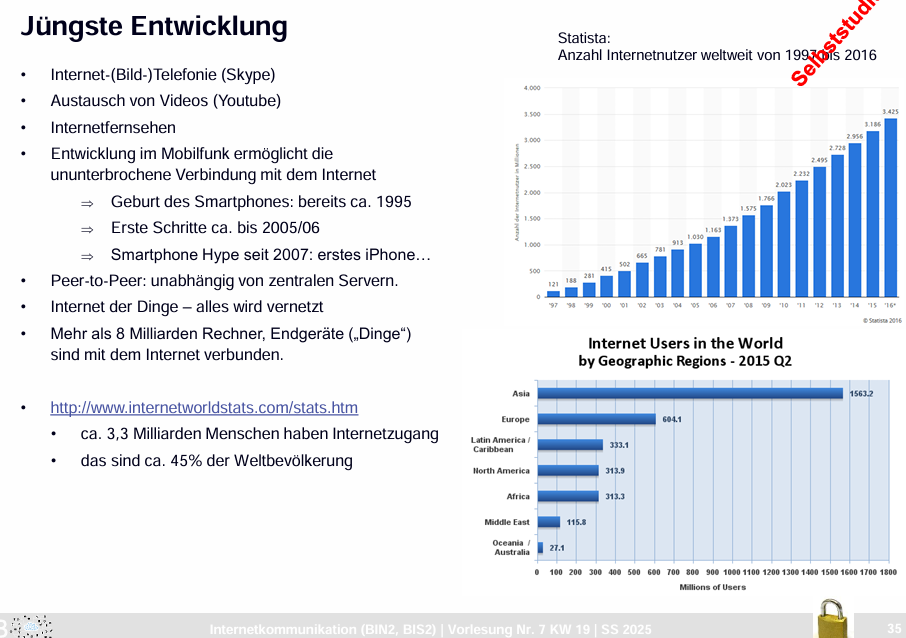 Jüngste Entwicklung
Selbststudi
• Internet-(Bild-)Telefonie (Skype)
• Austausch von Videos (Youtube)
• Internetfernsehen
• Entwicklung im Mobilfunk ermöglicht die
ununterbrochene Verbindung mit dem Internet
⇒ Geburt des Smartphones: bereits ca. 1995
⇒ Erste Schritte ca. bis 2005/06
⇒ Smartphone Hype seit 2007: erstes iPhone…
• Peer-to-Peer: unabhängig von zentralen Servern.
• Internet der Dinge – alles wird vernetzt
• Mehr als 8 Milliarden Rechner, Endgeräte („Dinge“)
sind mit dem Internet verbunden.
• http://www.internetworldstats.com/stats.htm
• ca. 3,3 Milliarden Menschen haben Internetzugang
• das sind ca. 45% der Weltbevölkerung
Statista:
Anzahl Internetnutzer weltweit von 1997 bis 2016
Anzahl der Internetnutzer in Millionen
4.000
3.500
3.000
2.500
2.000
1.500
1.000
500
0
121 188 281 415 502 665 781 913 1.030 1.163 1.373 1.575 1.766 2.023 2.232 2.495 2.728 2.956 3.186 3.425
'97 '98 '99 '00 '01 '02 '03 '04 '05 '06 '07 '08 '09 '10 '11 '12 '13 '14 '15 '16*
© Statista 2016
Internet Users in the World
by Geographic Regions - 2015 Q2
Asia 1563.2
Europe 604.1
Latin America /
Caribbean 333.1
North America 313.9
Africa 313.3
Middle East 115.8
Oceania /
Australia 27.1
0 100 200 300 400 500 600 700 800 900 1000 1100 1200 1300 1400 1500 1600 1700 1800
Millions of Users
Internetkommunikation (BIN2, BIS2) | Vorlesung Nr. 7 KW 19 | SS 2025
35